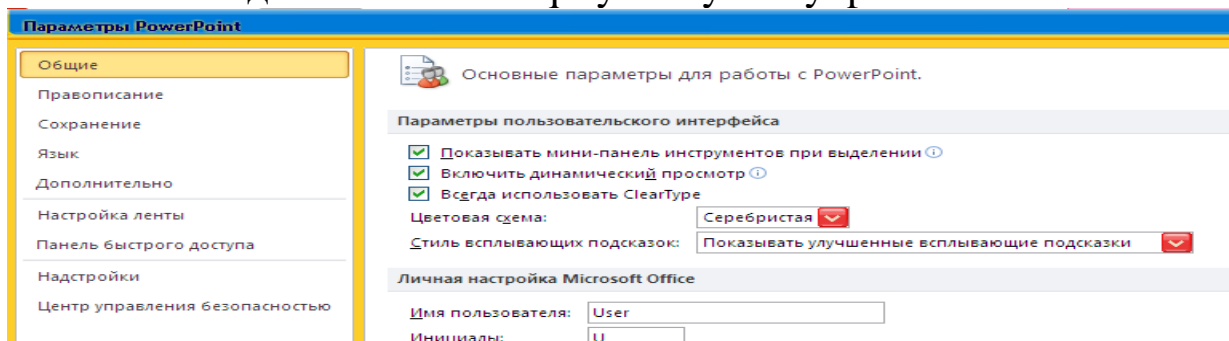 Параметры PowerPoint
Общие
Правописание
Сохранение
Язык
Дополнительно
Настройка ленты
Панель быстрого доступа
Надстройки
Центр управления безопасностью
Основные параметры для работы с PowerPoint.
Параметры пользовательского интерфейса
Показывать мини-панель инструментов при выделении
Включить динамический просмотр
Всегда использовать ClearType
Цветовая схема: Серебристая
Стиль всплывающих подсказок: Показывать улучшенные всплывающие подсказки
Личная настройка Microsoft Office
Имя пользователя: User
Инициалы: U